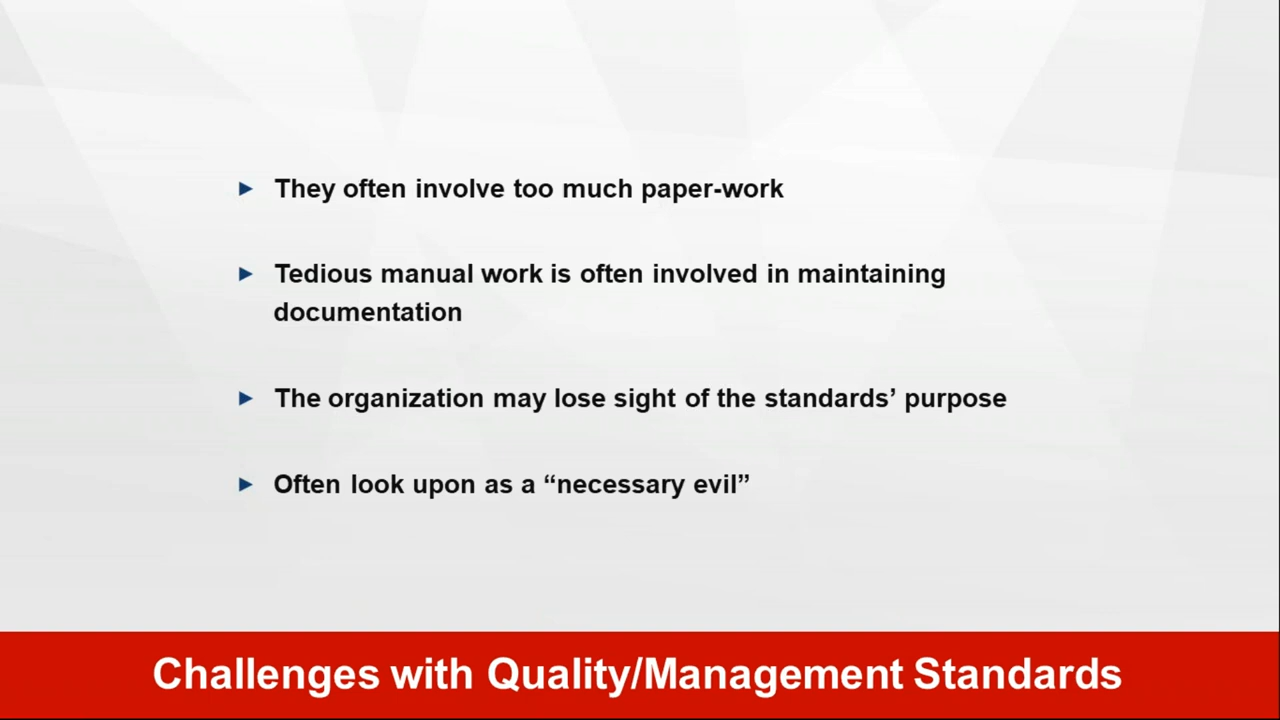 They often involve too much paper-work
Tedious manual work is often involved in maintaining
documentation
The organization may lose sight of the standards’ purpose
Often look upon as a “necessary evil”
Challenges with Quality/Management Standards